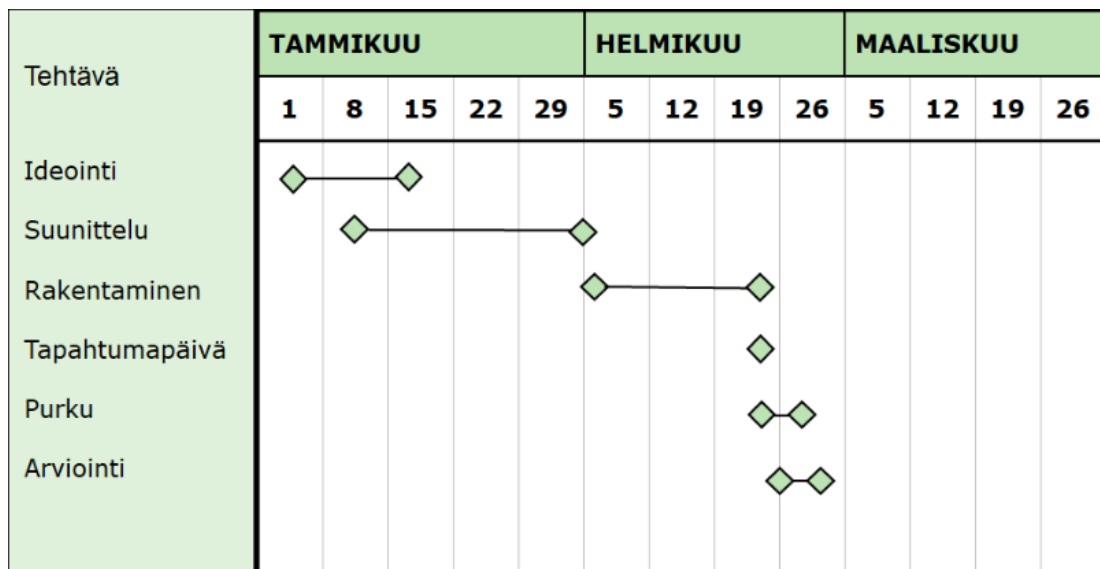 TAMMIKUU HELMIKUU MAALISKUU
Tehtävä
1 8 15 22 29 5 12 19 26 5 12 19 26
Ideointi
Suunittelu
Rakentaminen
Tapahtumapäivä
Purku
Arviointi